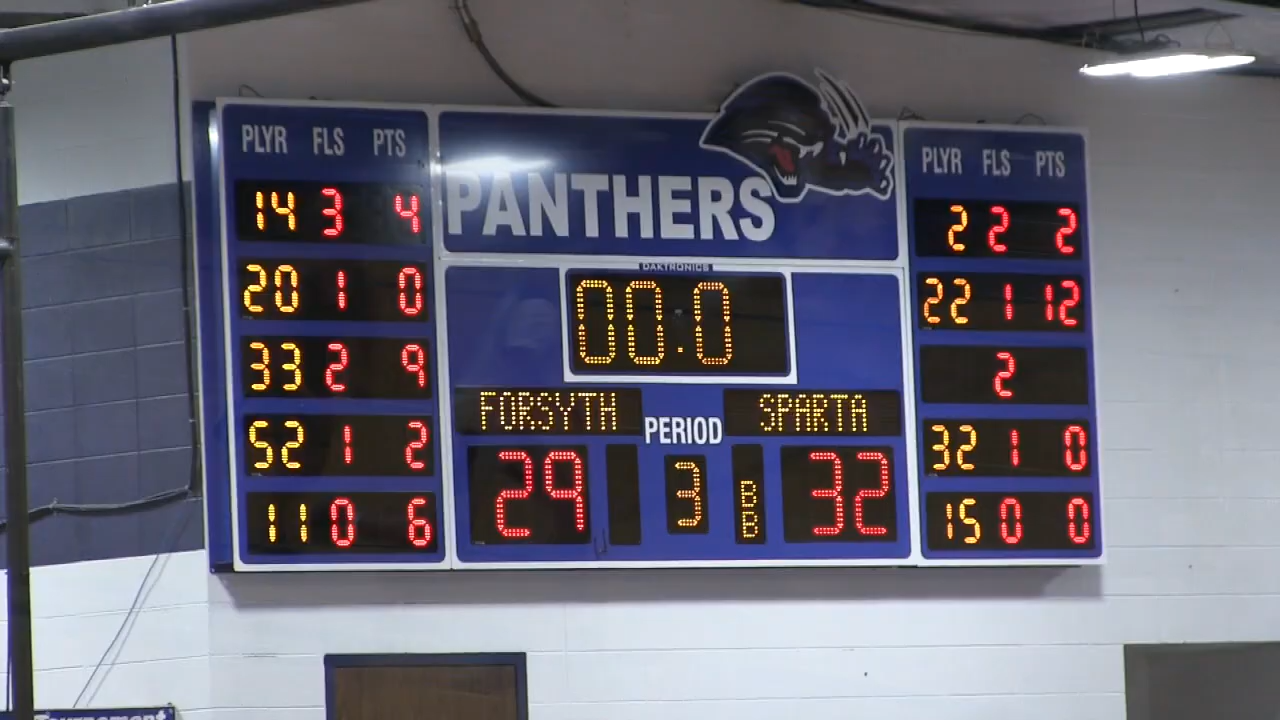 PLYR FLS PTS
14 3 4
20 1 0
33 2 9
52 1 2
11 0 6
PANTHERS
DAKTRONICS
00.0
FORSYTH
SPARTA
PERIOD
29
3
B
B
32
PLYR FLS PTS
2 2 2
22 1 12
2
32 1 0
15 0 0
Tournament